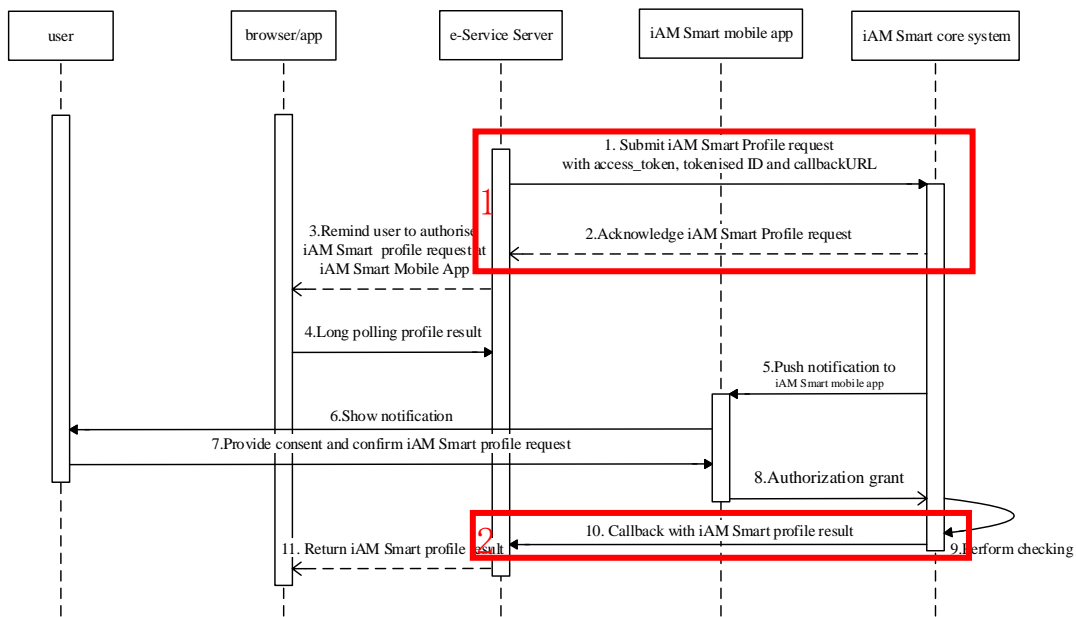 user
browser/app
e-Service Server
iAM Smart mobile app
iAM Smart core system
1. Submit iAM Smart Profile request
with access_token, tokenised ID and callbackURL
1
2.Acknowledge iAM Smart Profile request
3.Remind user to authorise
iAM Smart profile request at
iAM Smart Mobile App
4.Long polling profile result
5.Push notification to
iAM Smart mobile app
6.Show notification
7.Provide consent and confirm iAM Smart profile request
8.Authorization grant
10. Callback with iAM Smart profile result
2
11. Return iAM Smart profile result
9.Perform checking